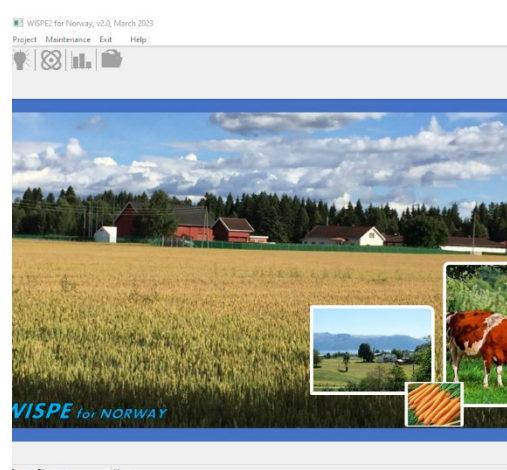 WISPE2 for Norway, v2.0, March 2023
Project Maintenance Exit Help
WISPE for NORWAY